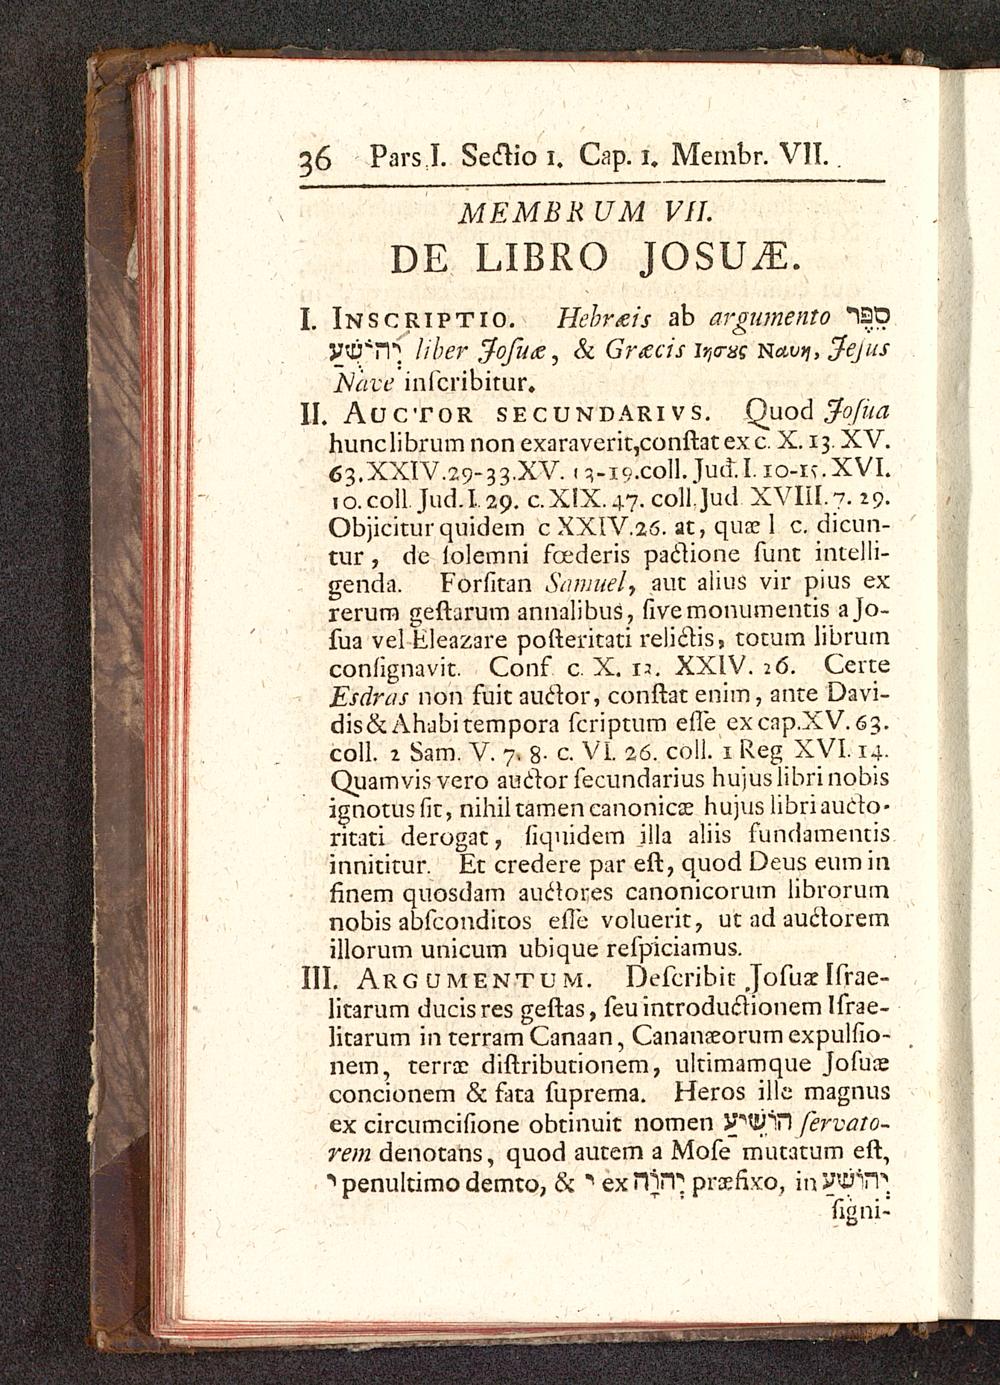 36 Pars I. Sectio 1. Cap. 1. Membr. VII.
MEMBRUM VII.
DE LIBRO JOSUÆ.
I. INSCRIPTIO. Hebræis ab argumento סֵפֶר
יְהוֹשֻׁעַ liber Joſuæ, & Græcis Ιησȣς Ναυη, Jeſus
Nave inſcribitur.
II. AUCTOR SECUNDARIVS. Quod Joſua
hunc librum non exaraverit, conſtat ex c. X. 13. XV.
63. XXIV. 29-33. XV. 13-19. coll. Jud. I. 10-15. XVI.
10. coll. Jud. I. 29. c. XIX. 47. coll. Jud XVIII. 7. 29.
Objicitur quidem c XXIV. 26. at, quæ l c. dicun-
tur, de ſolemni fœderis pactione ſunt intelli-
genda. Forſitan Samuel, aut alius vir pius ex
rerum geſtarum annalibus, ſive monumentis a Jo-
ſua vel Eleazare poſteritati relictis, totum librum
conſignavit. Conf c. X. 12. XXIV. 26. Certe
Esdras non fuit auctor, conſtat enim, ante Davi-
dis & Ahabi tempora ſcriptum eſſe ex cap. XV. 63.
coll. 2 Sam. V. 7. 8. c. VI. 26. coll. 1 Reg XVI. 14.
Quamvis vero auctor ſecundarius hujus libri nobis
ignotus ſit, nihil tamen canonicæ hujus libri aucto-
ritati derogat, ſiquidem illa aliis fundamentis
innititur. Et credere par eſt, quod Deus eum in
finem quosdam auctores canonicorum librorum
nobis abſconditos eſſe voluerit, ut ad auctorem
illorum unicum ubique reſpiciamus.
III. ARGUMENTUM. Deſcribit Joſuæ Iſrae-
litarum ducis res geſtas, ſeu introductionem Iſrae-
litarum in terram Canaan, Cananæorum expulſio-
nem, terræ diſtributionem, ultimamque Joſuæ
concionem & fata ſuprema. Heros ille magnus
ex circumciſione obtinuit nomen הוֹשִׁיעַ ſervato-
rem denotans, quod autem a Moſe mutatum eſt,
י penultimo demto, & י ex יְהוָֹה præfixo, in יְהוֹשֻׁעַ
ſigni-